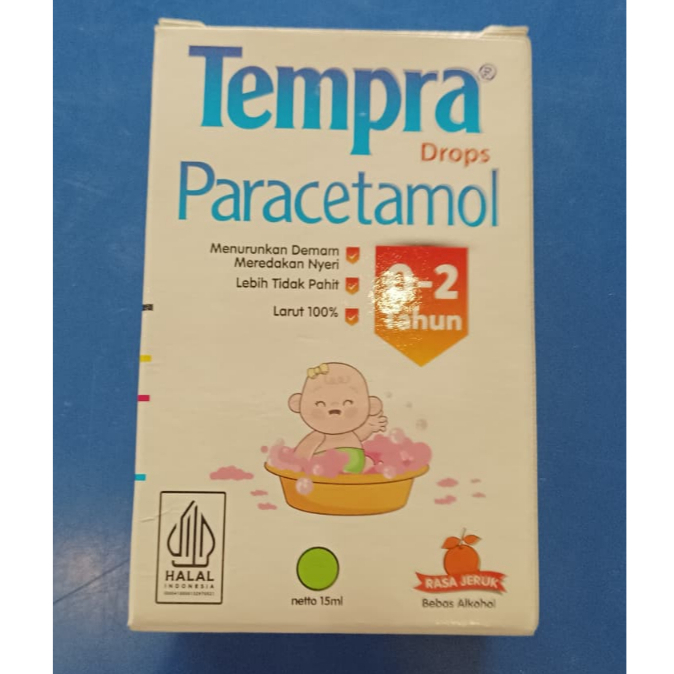 Tempra®
Drops
Paracetamol
Menurunkan Demam
Meredakan Nyeri
Lebih Tidak Pahit
Larut 100%
0-2
Tahun
HALAL
INDONESIA
netto 15ml
RASA JERUK
Bebas Alkohol